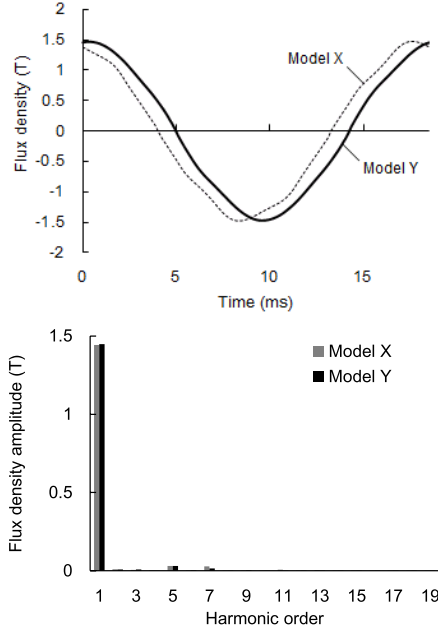 2
1.5
1
0.5
0
-0.5
-1
-1.5
-2
Flux density (T)
Model X
Model Y
0 5 10 15
Time (ms)
1.5
1
0.5
0
Flux density amplitude (T)
Model X
Model Y
1 3 5 7 9 11 13 15 17 19
Harmonic order